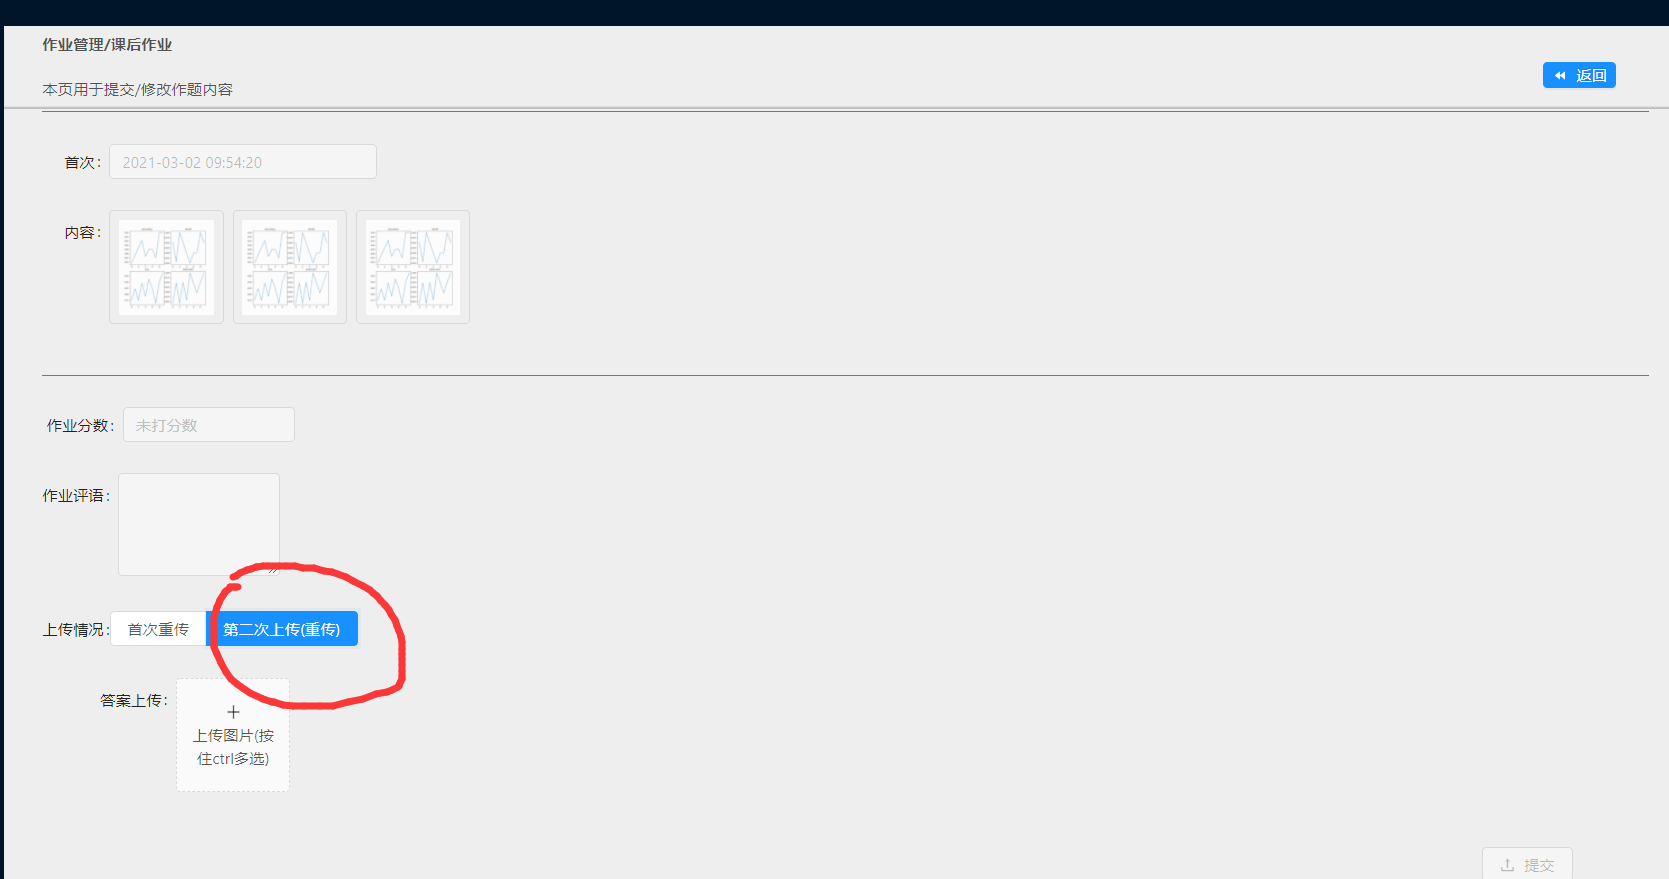 作业管理/课后作业
本页用于提交/修改作题内容
返回
首次:
2021-03-02 09:54:20
内容:
作业分数:
未打分数
作业评语:
上传情况:
首次重传
第二次上传(重传)
答案上传:
上传图片(按
住ctrl多选)
提交